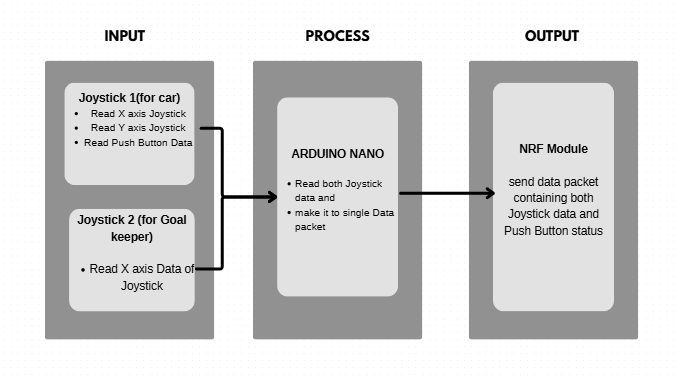 INPUT
Joystick 1(for car)
• Read X axis Joystick
• Read Y axis Joystick
• Read Push Button Data
Joystick 2 (for Goal
keeper)
• Read X axis Data of
Joystick
PROCESS
ARDUINO NANO
• Read both Joystick
data and
• make it to single Data
packet
OUTPUT
NRF Module
send data packet
containing both
Joystick data and
Push Button status